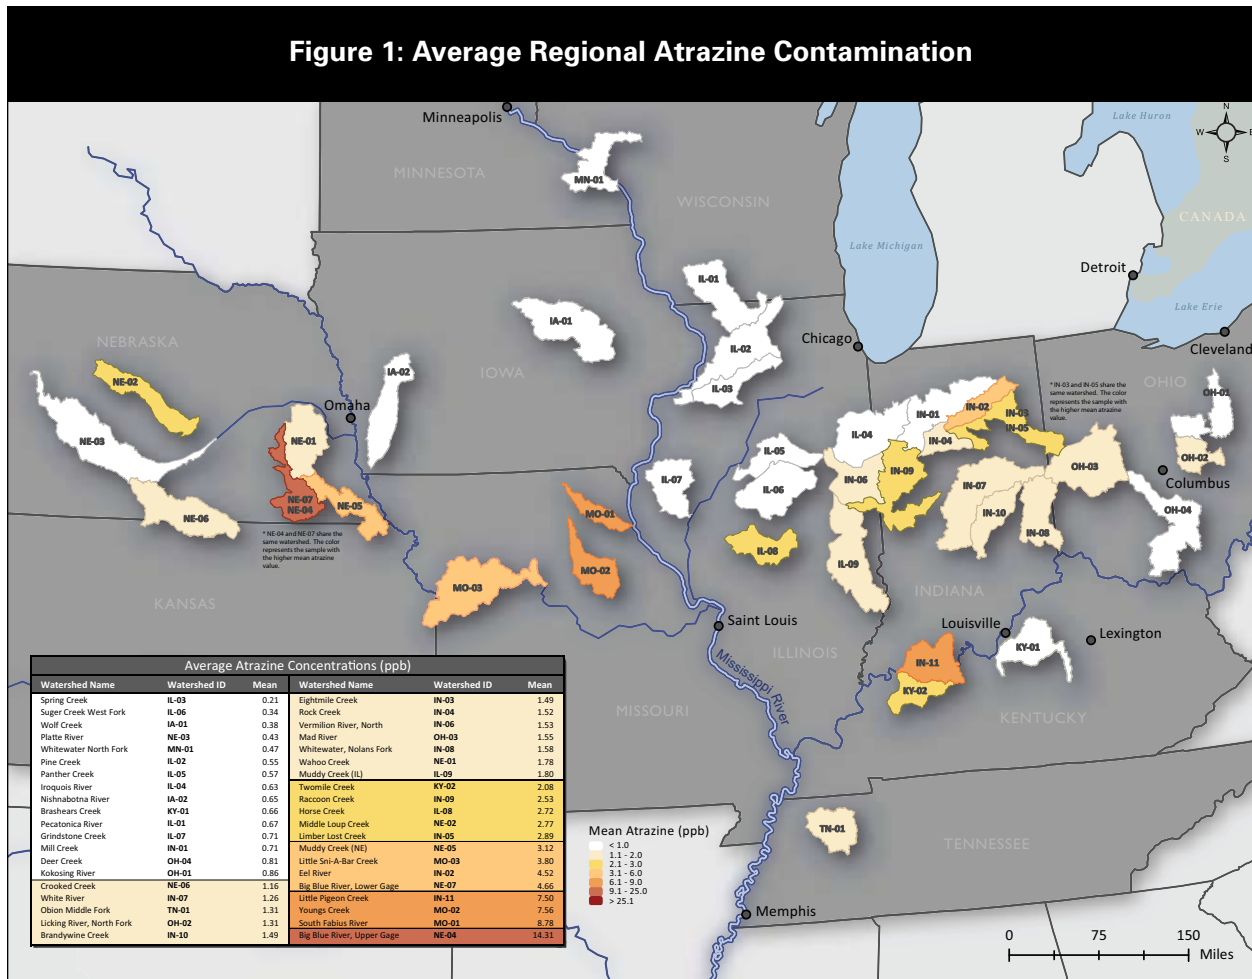 Figure 1: Average Regional Atrazine Contamination
Minneapolis
MINNESOTA
MN-01
WISCONSIN
Lake Huron
N
W
E
S
CANADA
Lake Michigan
Detroit
Lake Erie
Cleveland
IL-01
IA-01
IL-02
IL-03
Chicago
NEBRASKA
NE-02
IOWA
IA-02
Omaha
OHIO
OH-01
* IN-03 and IN-05 share the
same watershed. The color
represents the sample with
the higher mean atrazine
value.
IN-01
IN-02
IN-03
IN-05
IN-04
IL-04
NE-03
NE-01
IL-05
IL-06
IL-07
IN-06
IN-09
IN-07
OH-03
OH-02
Columbus
NE-07
NE-04
NE-05
NE-06
* NE-04 and NE-07 share the
same watershed. The color
represents the sample with
the higher mean atrazine
value.
MO-01
MO-02
IL-08
IN-10
IN-08
OH-04
IL-09
MO-03
KANSAS
INDIANA
Saint Louis
Louisville
Lexington
ILLINOIS
KY-01
IN-11
KY-02
Mississippi River
MISSOURI
KENTUCKY
TN-01
TENNESSEE
Memphis
Average Atrazine Concentrations (ppb)
Watershed Name Watershed ID Mean Watershed Name Watershed ID Mean
Spring Creek IL-03 0.21 Eightmile Creek IN-03 1.49
Suger Creek West Fork IL-06 0.34 Rock Creek IN-04 1.52
Wolf Creek IA-01 0.38 Vermilion River, North IN-06 1.53
Platte River NE-03 0.43 Mad River OH-03 1.55
Whitewater North Fork MN-01 0.47 Whitewater, Nolans Fork IN-08 1.58
Pine Creek IL-02 0.55 Wahoo Creek NE-01 1.78
Panther Creek IL-05 0.57 Muddy Creek (IL) IL-09 1.80
Iroquois River IL-04 0.63 Twomile Creek KY-02 2.08
Nishnabotna River IA-02 0.65 Raccoon Creek IN-09 2.53
Brashears Creek KY-01 0.66 Horse Creek IL-08 2.72
Pecatonica River IL-01 0.67 Middle Loup Creek NE-02 2.77
Grindstone Creek IL-07 0.71 Limber Lost Creek IN-05 2.89
Mill Creek IN-01 0.71 Muddy Creek (NE) NE-05 3.12
Deer Creek OH-04 0.81 Little Sni-A-Bar Creek MO-03 3.80
Kokosing River OH-01 0.86 Eel River IN-02 4.52
Crooked Creek NE-06 1.16 Big Blue River, Lower Gage NE-07 4.66
White River IN-07 1.26 Little Pigeon Creek IN-11 7.50
Obion Middle Fork TN-01 1.31 Youngs Creek MO-02 7.56
Licking River, North Fork OH-02 1.31 South Fabius River MO-01 8.78
Brandywine Creek IN-10 1.49 Big Blue River, Upper Gage NE-04 14.31
Mean Atrazine (ppb)
< 1.0
1.1 - 2.0
2.1 - 3.0
3.1 - 6.0
6.1 - 9.0
9.1 - 25.0
> 25.1
0 75 150
Miles